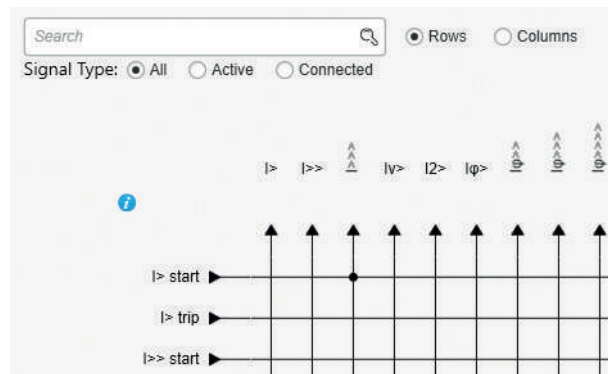 Search
Rows
Columns
Signal Type:
All
Active
Connected
I>
I>>
Iv>
I2>
Iφ>
I> start
I> trip
I>> start